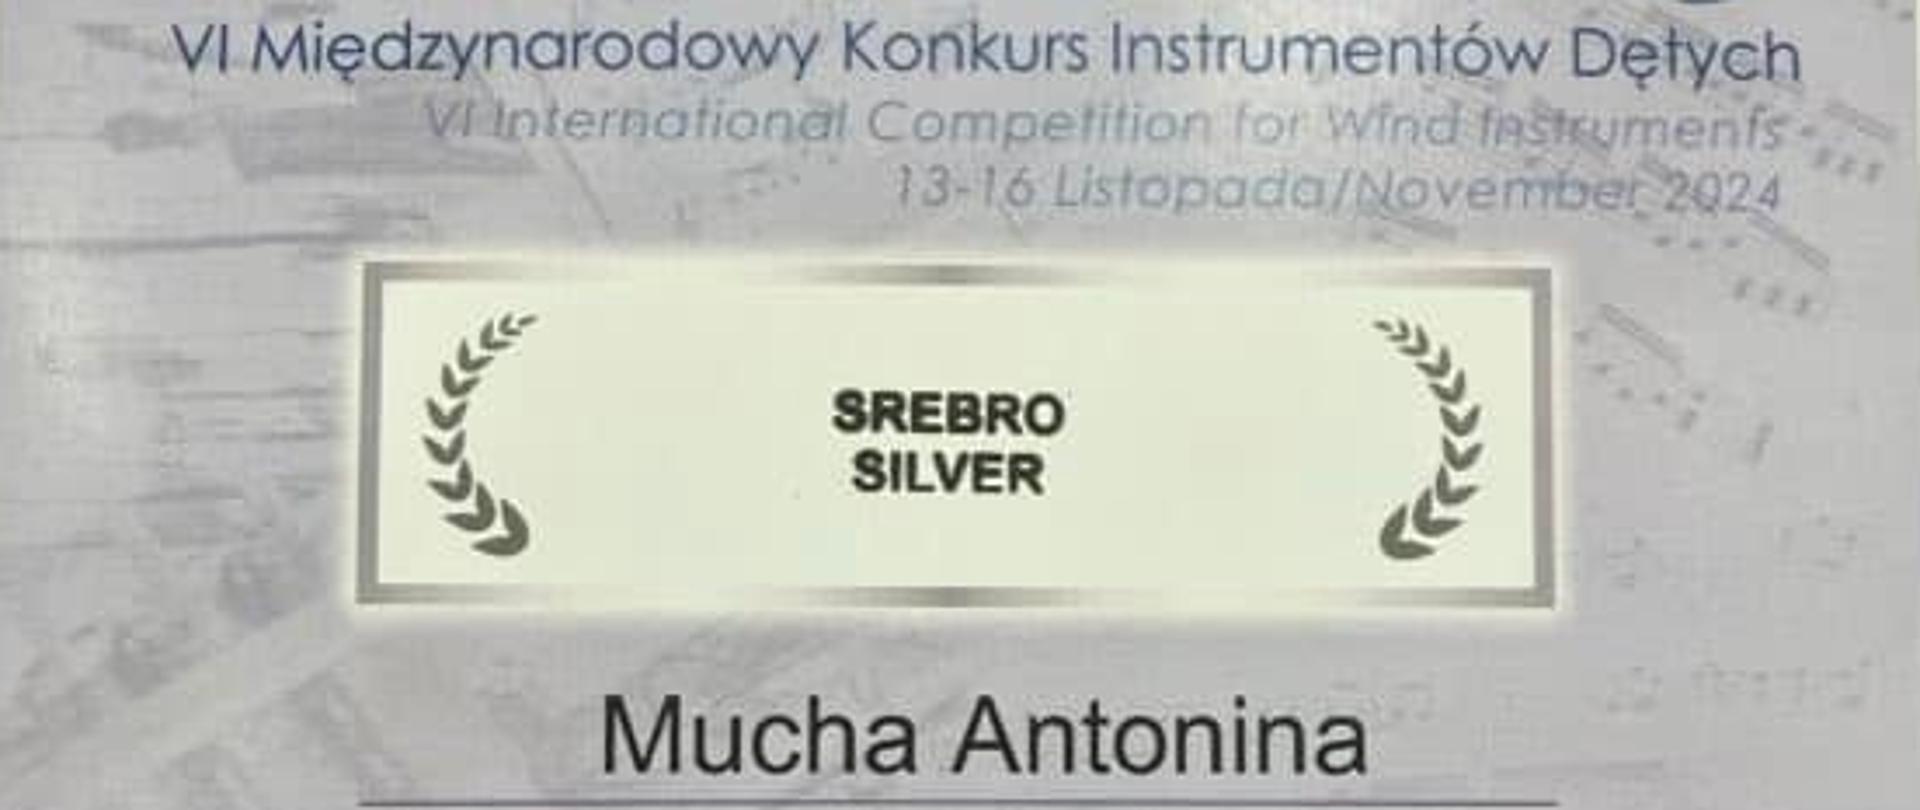 VI Międzynarodowy Konkurs Instrumentów Dętych
VI International Competition for Wind Instruments
13-16 Listopada/November 2024
SREBRO
SILVER
Mucha Antonina